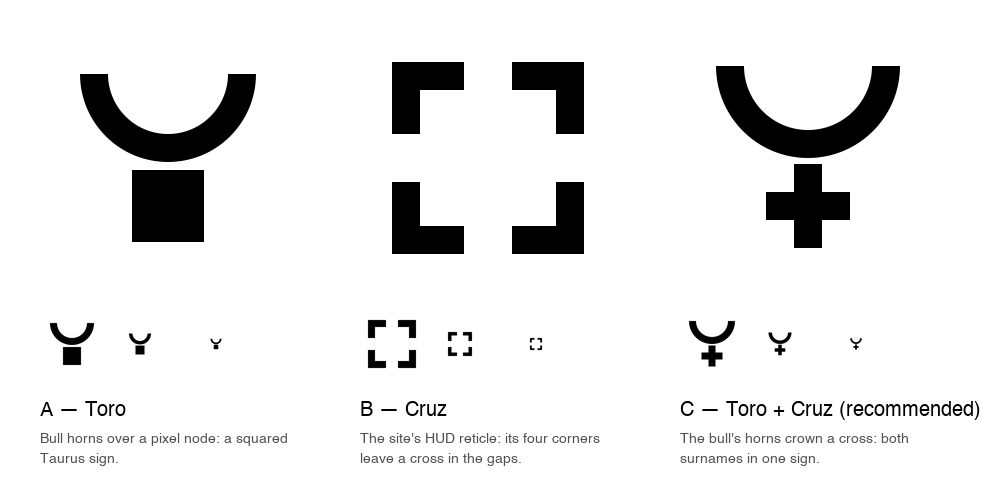 A — Toro
Bull horns over a pixel node: a squared
Taurus sign.
B — Cruz
The site's HUD reticle: its four corners
leave a cross in the gaps.
C — Toro + Cruz (recommended)
The bull's horns crown a cross: both
surnames in one sign.